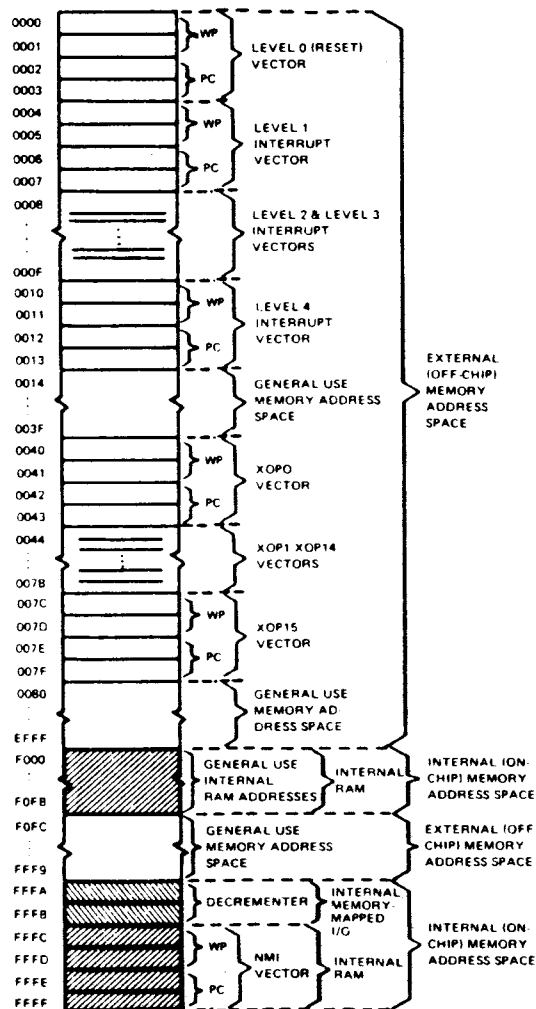 0000
0001
WP
LEVEL 0 (RESET)
VECTOR
0002
0003
PC
0004
0005
WP
LEVEL 1
INTERRUPT
VECTOR
0006
0007
PC
0008
000F
LEVEL 2 & LEVEL 3
INTERRUPT
VECTORS
0010
0011
WP
LEVEL 4
INTERRUPT
VECTOR
0012
0013
PC
0014
003F
GENERAL USE
MEMORY ADDRESS
SPACE
EXTERNAL
(OFF-CHIP)
MEMORY
ADDRESS
SPACE
0040
0041
WP
XOP0
VECTOR
0042
0043
PC
0044
007B
XOP1 XOP14
VECTORS
007C
007D
WP
XOP15
VECTOR
007E
007F
PC
0080
EFFF
GENERAL USE
MEMORY AD-
DRESS SPACE
F000
F0FB
GENERAL USE
INTERNAL
RAM ADDRESSES
INTERNAL
RAM
INTERNAL (ON-
CHIP) MEMORY
ADDRESS SPACE
F0FC
FFF9
GENERAL USE
MEMORY ADDRESS
SPACE
EXTERNAL (OFF
CHIP) MEMORY
ADDRESS SPACE
FFFA
FFFB
DECREMENTER
INTERNAL
MEMORY-
MAPPED
I/O
FFFC
FFFD
WP
NMI
VECTOR
INTERNAL
RAM
INTERNAL (ON-
CHIP) MEMORY
ADDRESS SPACE
FFFE
FFFF
PC